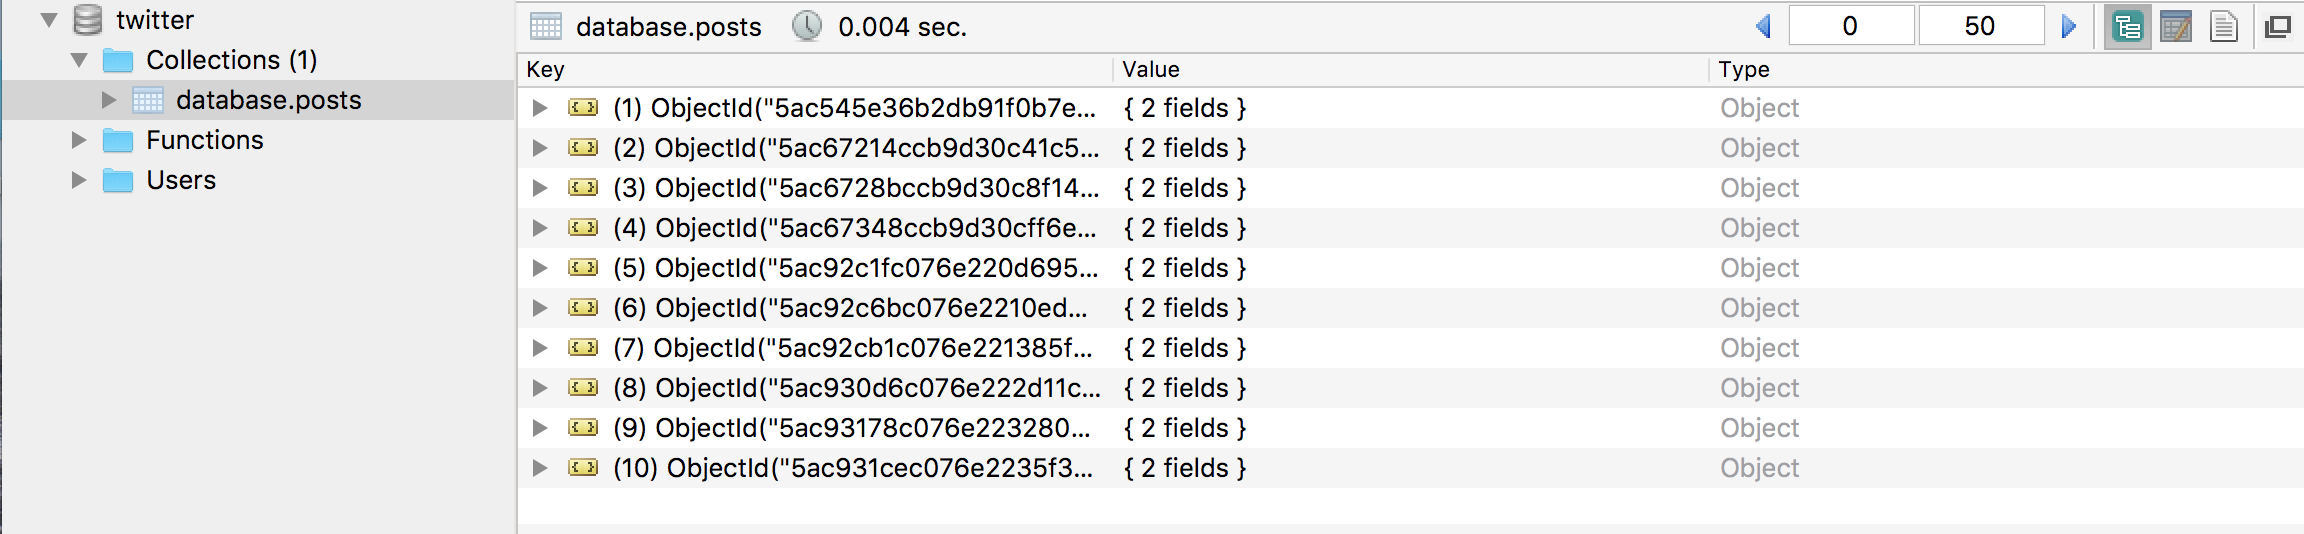 twitter
Collections (1)
database.posts
Functions
Users
database.posts 0.004 sec. 0 50
Key Value Type
(1) ObjectId("5ac545e36b2db91f0b7e... { 2 fields } Object
(2) ObjectId("5ac67214ccb9d30c41c5... { 2 fields } Object
(3) ObjectId("5ac6728bccb9d30c8f14... { 2 fields } Object
(4) ObjectId("5ac67348ccb9d30cff6e... { 2 fields } Object
(5) ObjectId("5ac92c1fc076e220d695... { 2 fields } Object
(6) ObjectId("5ac92c6bc076e2210ed... { 2 fields } Object
(7) ObjectId("5ac92cb1c076e221385f... { 2 fields } Object
(8) ObjectId("5ac930d6c076e222d11c... { 2 fields } Object
(9) ObjectId("5ac93178c076e223280... { 2 fields } Object
(10) ObjectId("5ac931cec076e2235f3... { 2 fields } Object